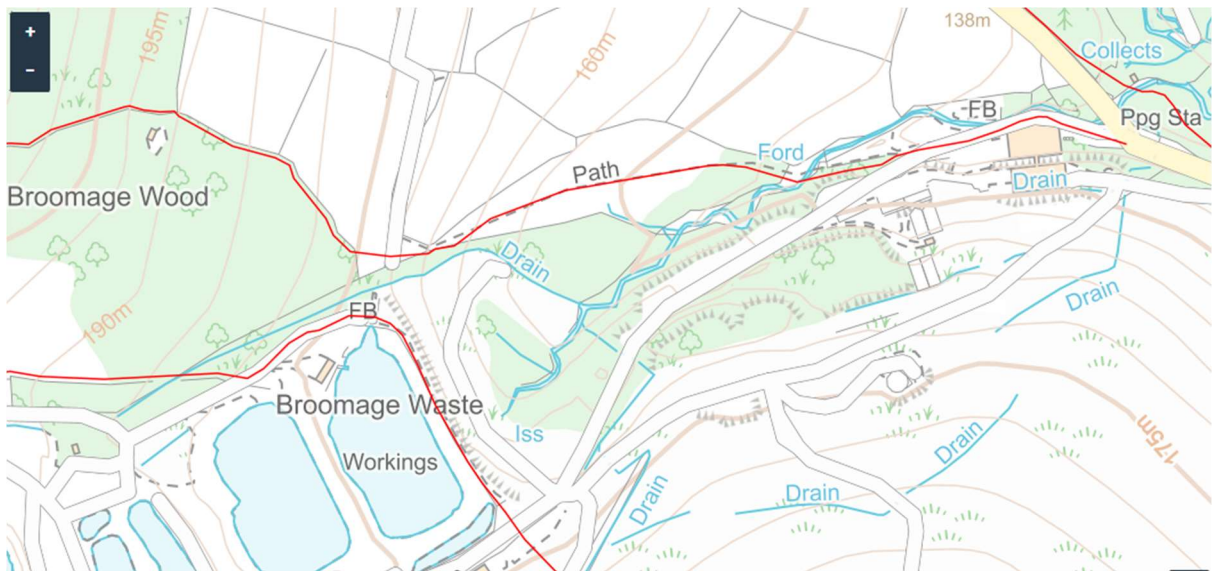 +
-
195m
160m
138m
Collects
FB
Ppg Sta
Ford
Path
Drain
Broomage Wood
Drain
Drain
190m
FB
Broomage Waste
Iss
175m
Workings
Drain
Drain
Drain